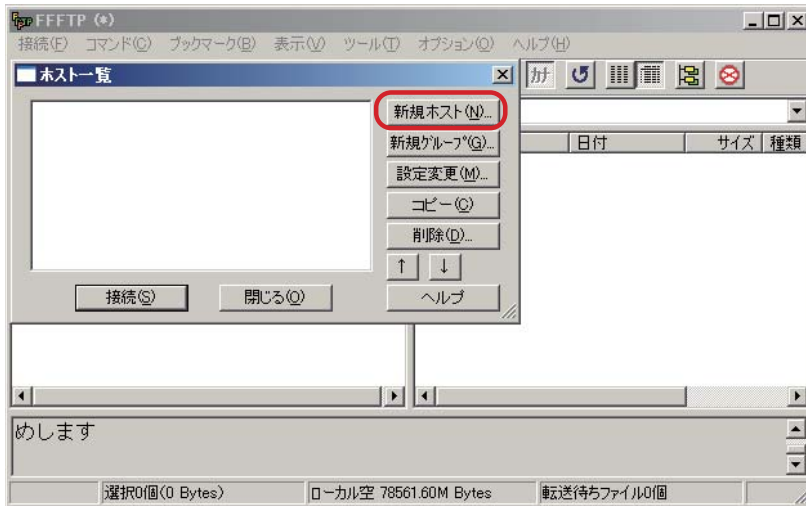 FFFTP (*)
接続(F) コマンド(C) ブックマーク(B) 表示(V) ツール(T) オプション(O) ヘルプ(H)
ホスト一覧
新規ホスト(N)...
新規グループ(G)...
設定変更(M)...
コピー(C)
削除(D)...
↑ ↓
接続(S) 閉じる(O) ヘルプ
カナ
日付 サイズ 種類
めします
選択0個(0 Bytes) ローカル空 78561.60M Bytes 転送待ちファイル0個